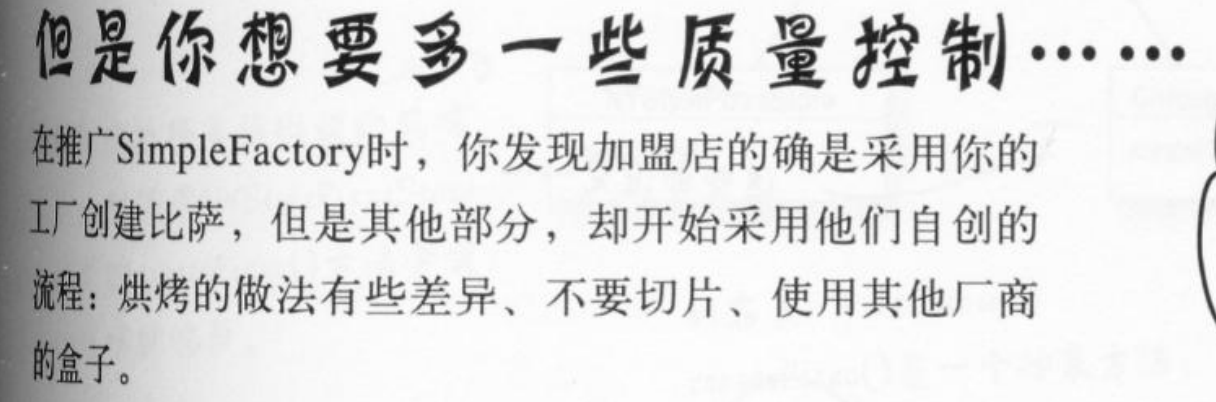 但是你想要多一些质量控制……
在推广SimpleFactory时，你发现加盟店的确是采用你的
工厂创建比萨，但是其他部分，却开始采用他们自创的
流程：烘烤的做法有些差异、不要切片、使用其他厂商
的盒子。